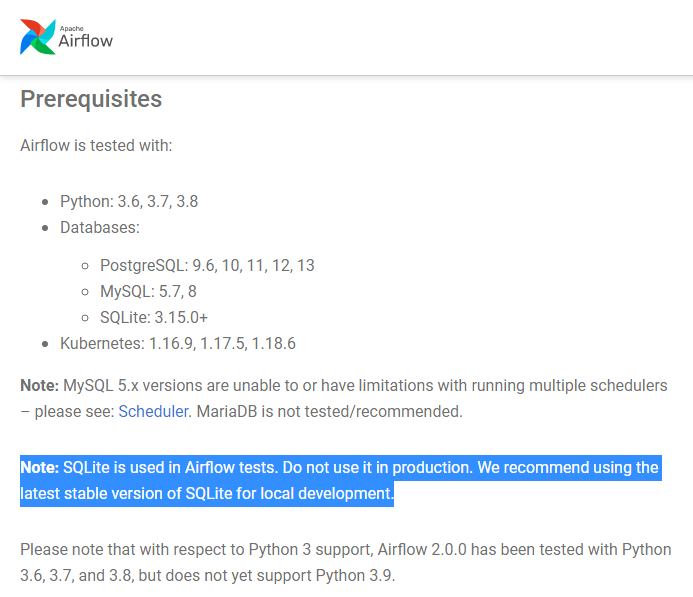 Apache
Airflow
Prerequisites
Airflow is tested with:
Python: 3.6, 3.7, 3.8
Databases:
PostgreSQL: 9.6, 10, 11, 12, 13
MySQL: 5.7, 8
SQLite: 3.15.0+
Kubernetes: 1.16.9, 1.17.5, 1.18.6
Note: MySQL 5.x versions are unable to or have limitations with running multiple schedulers
– please see: Scheduler. MariaDB is not tested/recommended.
Note: SQLite is used in Airflow tests. Do not use it in production. We recommend using the
latest stable version of SQLite for local development.
Please note that with respect to Python 3 support, Airflow 2.0.0 has been tested with Python
3.6, 3.7, and 3.8, but does not yet support Python 3.9.